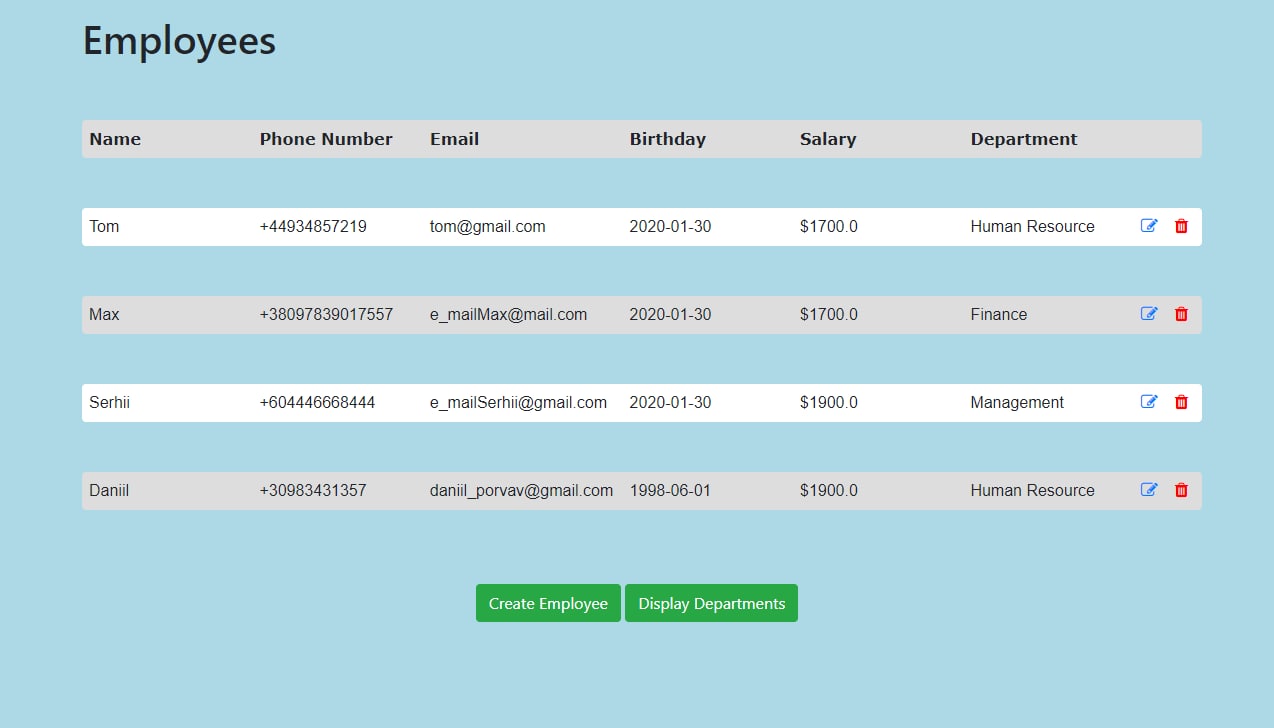 Employees
Name Phone Number Email Birthday Salary Department
Tom +44934857219 tom@gmail.com 2020-01-30 $1700.0 Human Resource
Max +38097839017557 e_mailMax@mail.com 2020-01-30 $1700.0 Finance
Serhii +604446668444 e_mailSerhii@gmail.com 2020-01-30 $1900.0 Management
Daniil +30983431357 daniil_porvav@gmail.com 1998-06-01 $1900.0 Human Resource
Create Employee Display Departments